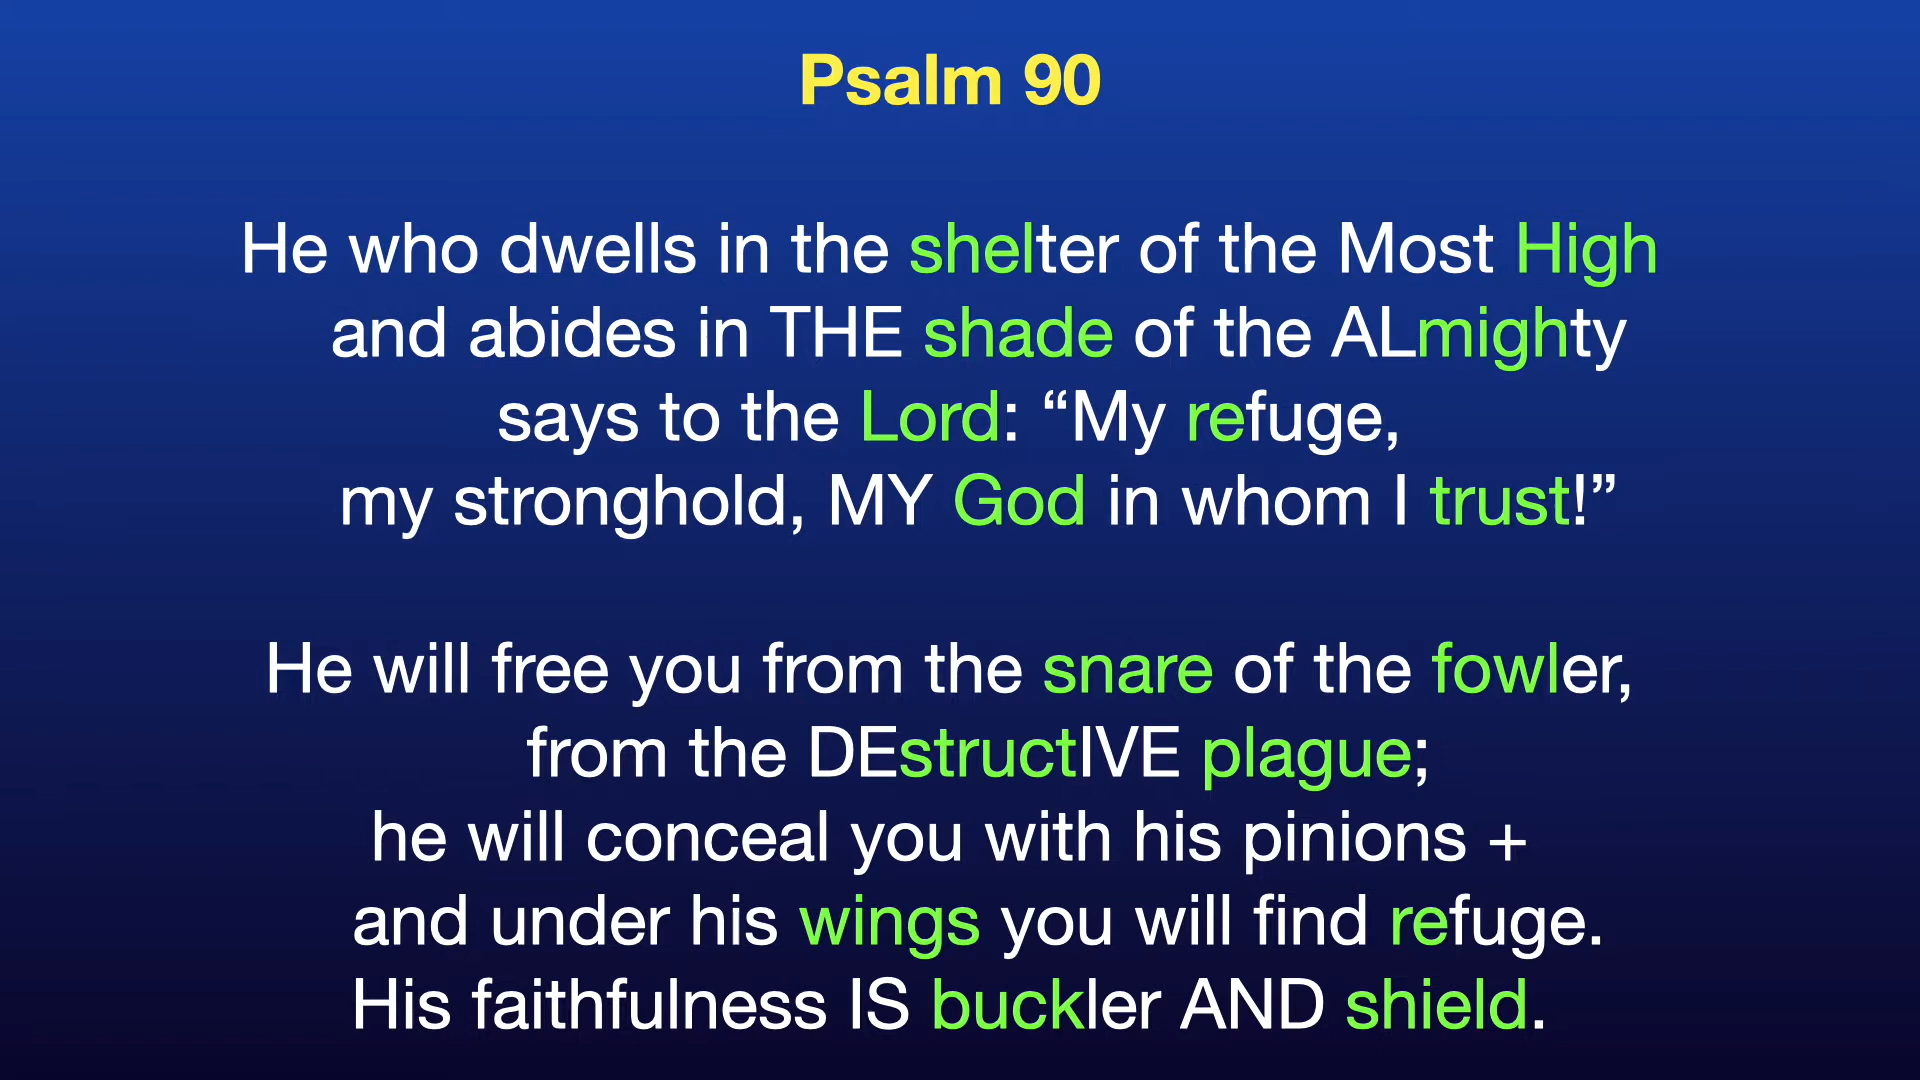 Psalm 90
He who dwells in the shelter of the Most High
and abides in THE shade of the ALmighty
says to the Lord: “My refuge,
my stronghold, MY God in whom I trust!”
He will free you from the snare of the fowler,
from the DEstructIVE plague;
he will conceal you with his pinions +
and under his wings you will find refuge.
His faithfulness IS buckler AND shield.